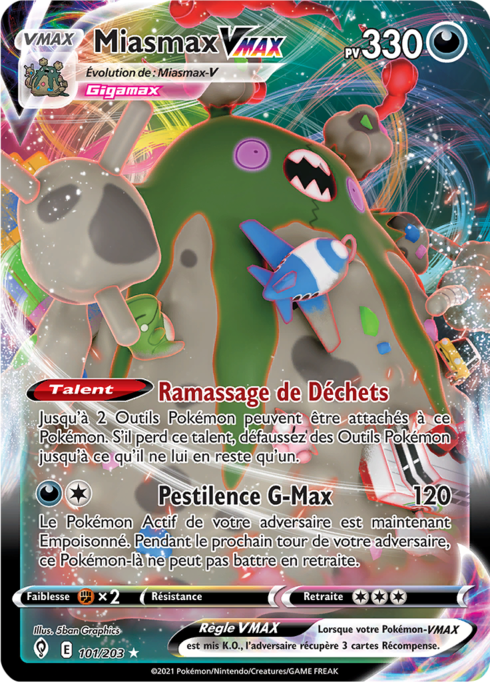 VMAX
Miasmax VMAX
PV 330
Évolution de : Miasmax-V
Gigamax
Talent Ramassage de Déchets
Jusqu'à 2 Outils Pokémon peuvent être attachés à ce
Pokémon. S'il perd ce talent, défaussez des Outils Pokémon
jusqu'à ce qu'il ne lui en reste qu'un.
Pestilence G-Max 120
Le Pokémon Actif de votre adversaire est maintenant
Empoisonné. Pendant le prochain tour de votre adversaire,
ce Pokémon-là ne peut pas battre en retraite.
Faiblesse ×2 Résistance Retraite
Illus. 5ban Graphics
E 101/203 ★
Règle VMAX Lorsque votre Pokémon-VMAX
est mis K.O., l'adversaire récupère 3 cartes Récompense.
©2021 Pokémon/Nintendo/Creatures/GAME FREAK